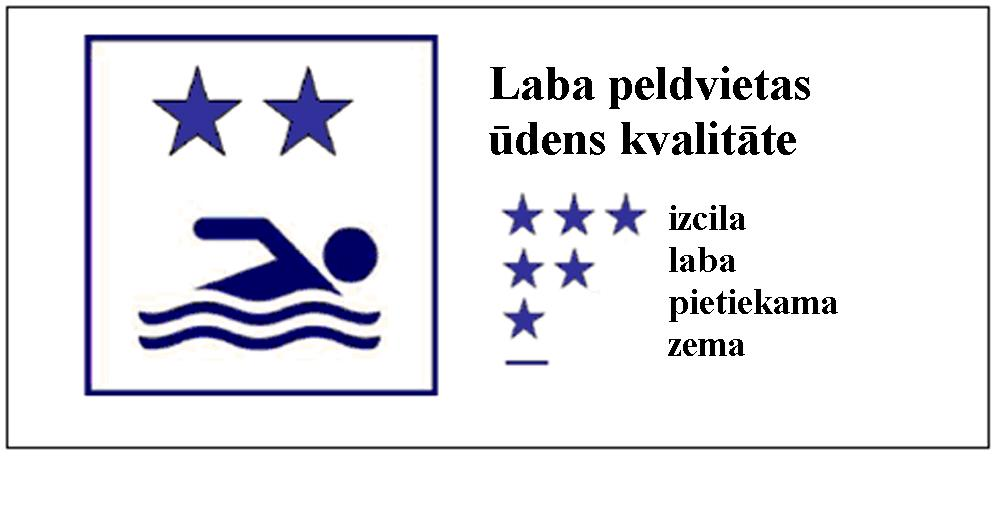 Laba peldvietas
ūdens kvalitāte
izcila
laba
pietiekama
zema